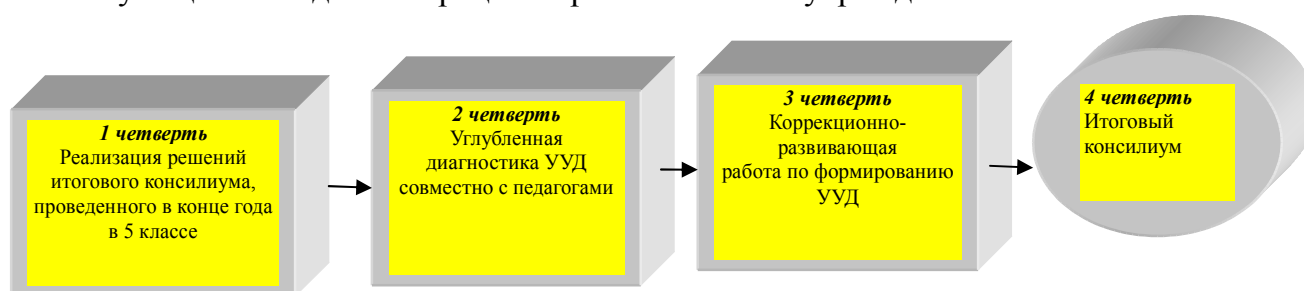 1 четверть
Реализация решений
итогового консилиума,
проведенного в конце года
в 5 классе
2 четверть
Углубленная
диагностика УУД
совместно с педагогами
3 четверть
Коррекционно-
развивающая
работа по формированию
УУД
4 четверть
Итоговый
консилиум